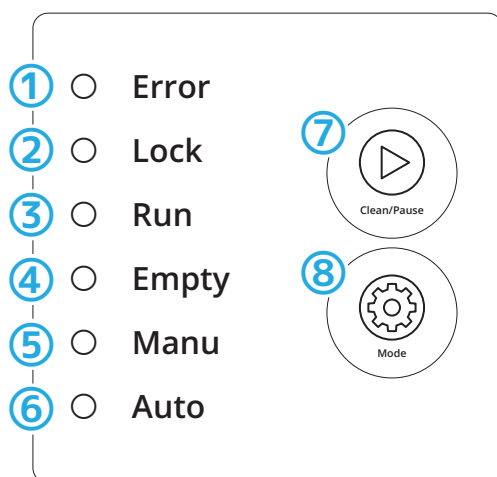 1 Error
2 Lock
3 Run
4 Empty
5 Manu
6 Auto
7
Clean/Pause
8
Mode